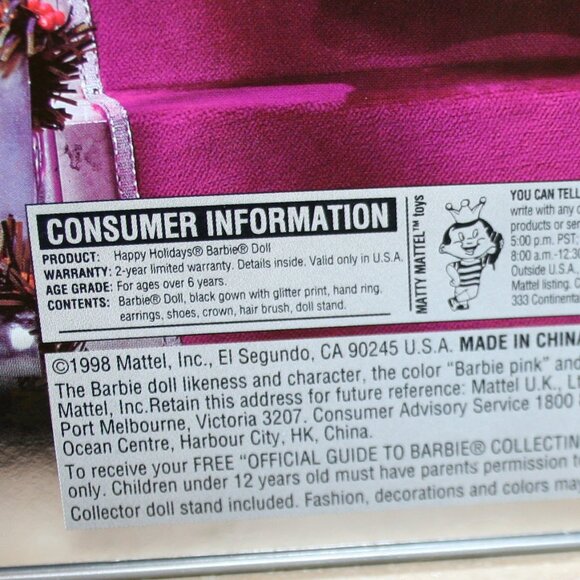 CONSUMER INFORMATION
PRODUCT: Happy Holidays® Barbie® Doll
WARRANTY: 2-year limited warranty. Details inside. Valid only in U.S.A.
AGE GRADE: For ages over 6 years.
CONTENTS: Barbie® Doll, black gown with glitter print, hand ring.
earrings, shoes, crown, hair brush, doll stand.
MATTY MATTEL™ toys
YOU CAN TELL
write with any
products or ser
5:00 p.m. PST:
8:00 a.m.-12:30
Outside U.S.A.
Mattel listing.
333 Continenta
©1998 Mattel, Inc., El Segundo, CA 90245 U.S.A. MADE IN CHINA
The Barbie doll likeness and character, the color "Barbie pink" and
Mattel, Inc.Retain this address for future reference: Mattel U.K., L
Port Melbourne, Victoria 3207. Consumer Advisory Service 1800
Ocean Centre, Harbour City, HK, China.
To receive your FREE "OFFICIAL GUIDE TO BARBIE® COLLECTIN
only. Children under 12 years old must have parents permission t
Collector doll stand included. Fashion, decorations and colors may